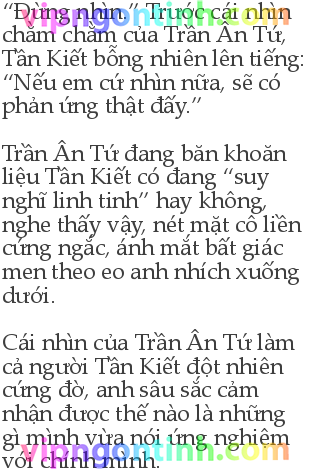 “Đừng nhìn.” Trước cái nhìn
chăm chăm của Trần Ân Tứ,
Tần Kiết bỗng nhiên lên tiếng:
“Nếu em cứ nhìn nữa, sẽ có
phản ứng thật đấy.”
Trần Ân Tứ đang băn khoăn
liệu Tần Kiết có đang “suy
nghĩ linh tinh” hay không,
nghe thấy vậy, nét mặt cô liền
cứng ngắc, ánh mắt bất giác
men theo eo anh nhích xuống
dưới.
Cái nhìn của Trần Ân Tứ làm
cả người Tần Kiết đột nhiên
cứng đờ, anh sâu sắc cảm
nhận được thế nào là những
gì mình vừa nói ứng nghiệm
với chính mình.
vipngontinh.com
vipngontinh.com